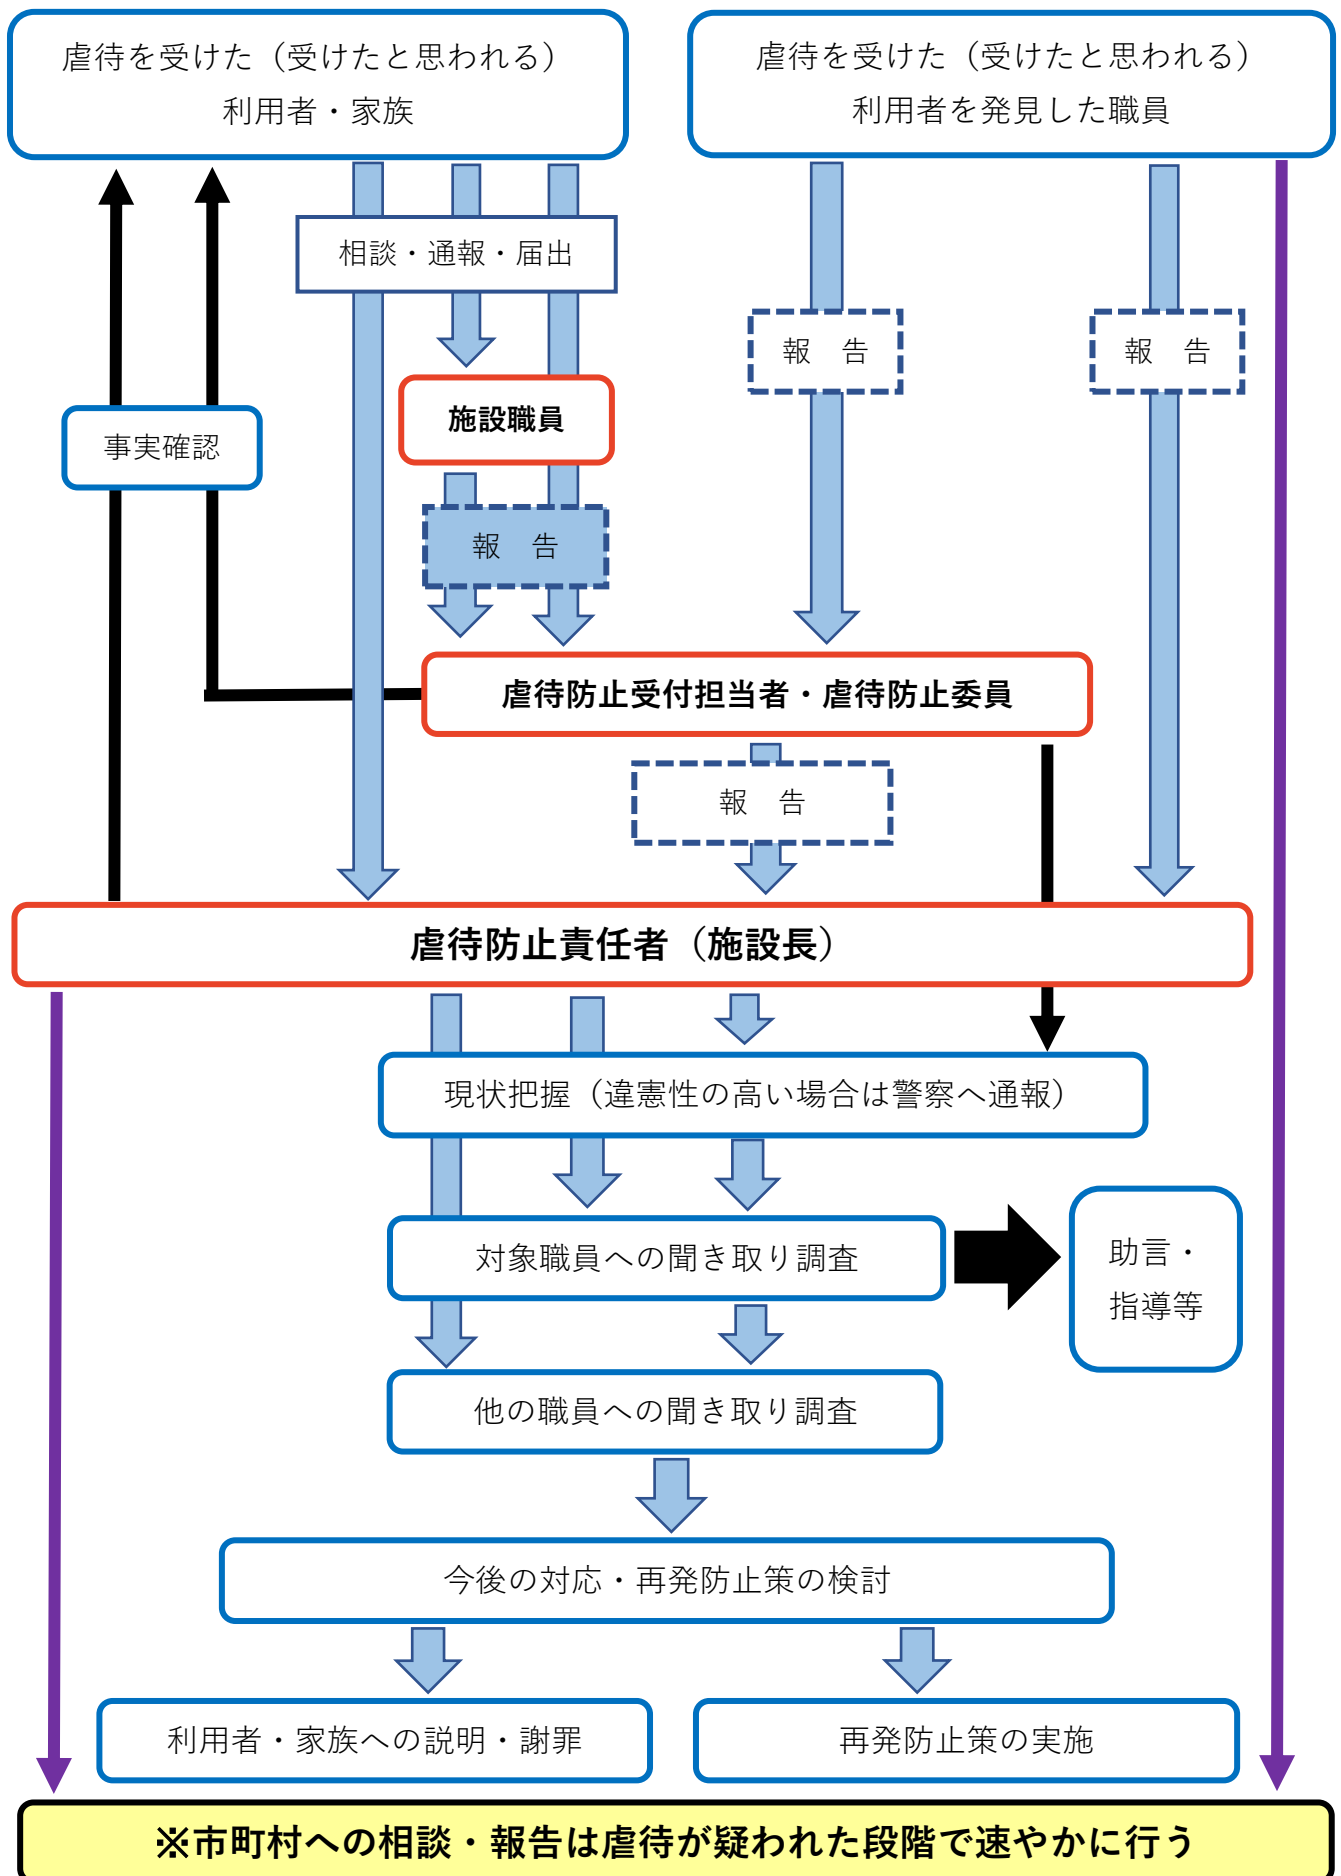 虐待を受けた（受けたと思われる）
利用者・家族
虐待を受けた（受けたと思われる）
利用者を発見した職員
相談・通報・届出
報　告
報　告
施設職員
事実確認
報　告
虐待防止受付担当者・虐待防止委員
報　告
虐待防止責任者（施設長）
現状把握（違憲性の高い場合は警察へ通報）
対象職員への聞き取り調査
助言・
指導等
他の職員への聞き取り調査
今後の対応・再発防止策の検討
利用者・家族への説明・謝罪
再発防止策の実施
※市町村への相談・報告は虐待が疑われた段階で速やかに行う